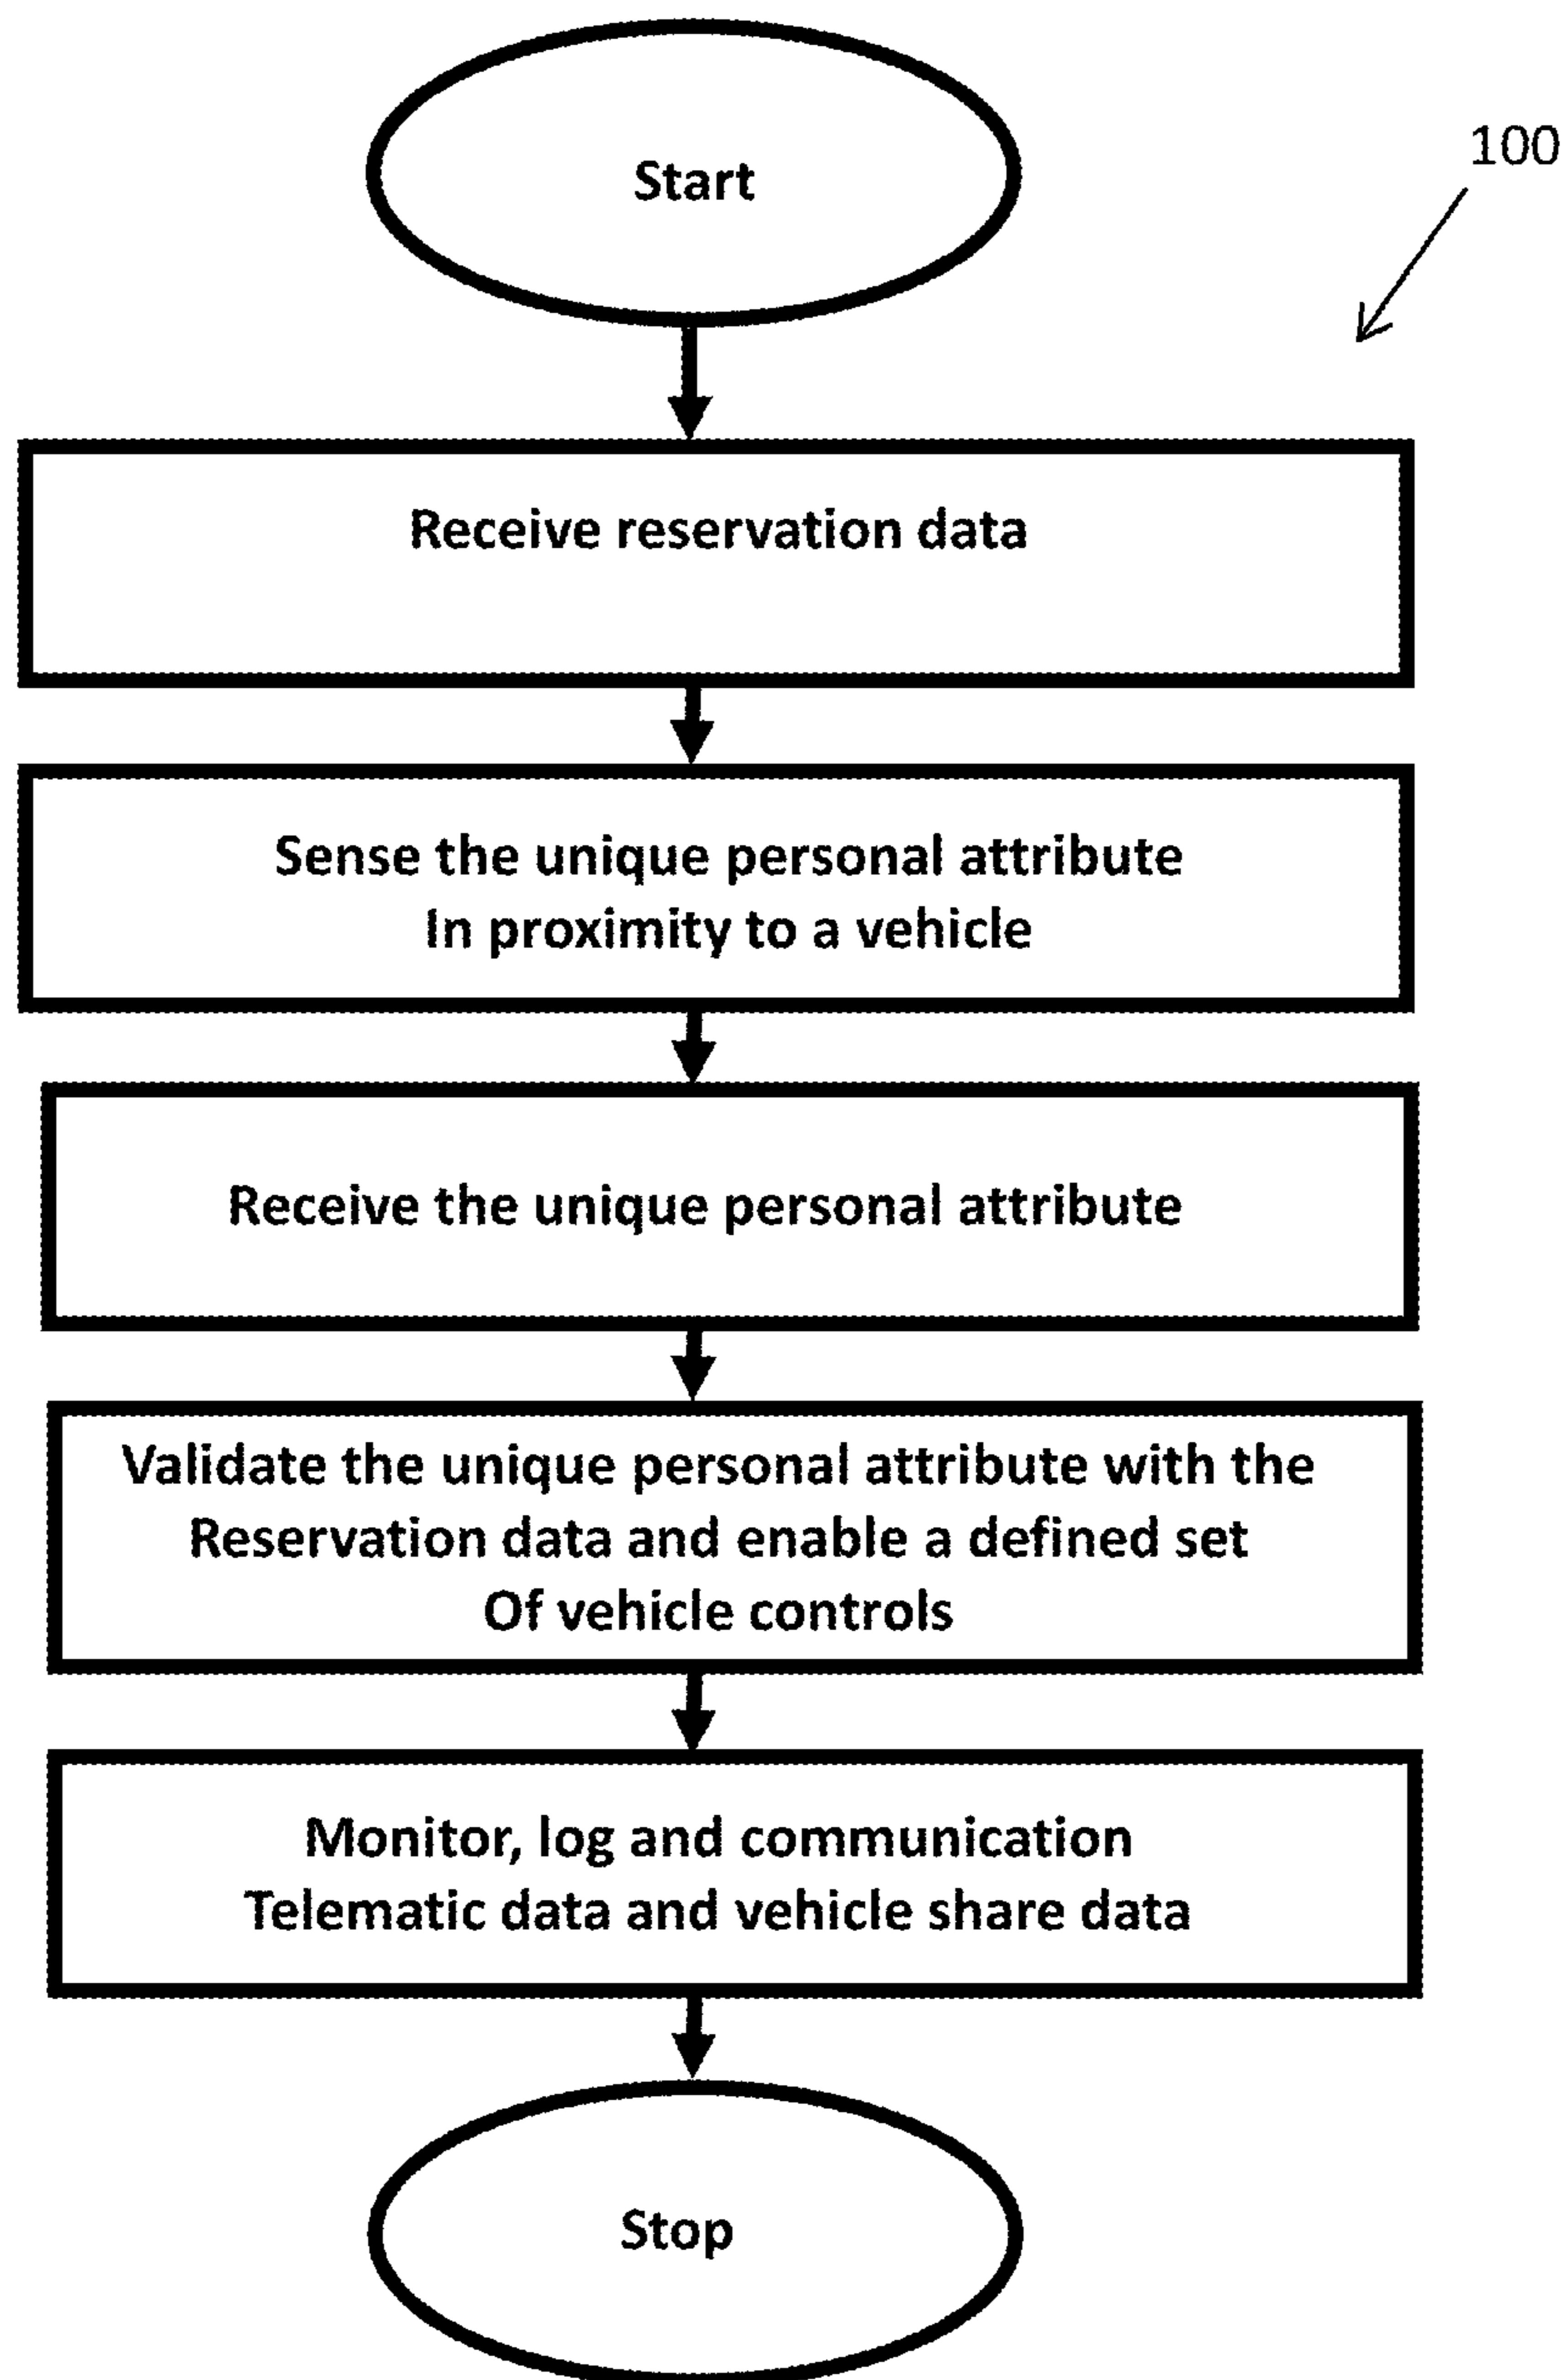 Start
100
Receive reservation data
Sense the unique personal attribute
In proximity to a vehicle
Receive the unique personal attribute
Validate the unique personal attribute with the
Reservation data and enable a defined set
Of vehicle controls
Monitor, log and communication
Telematic data and vehicle share data
Stop